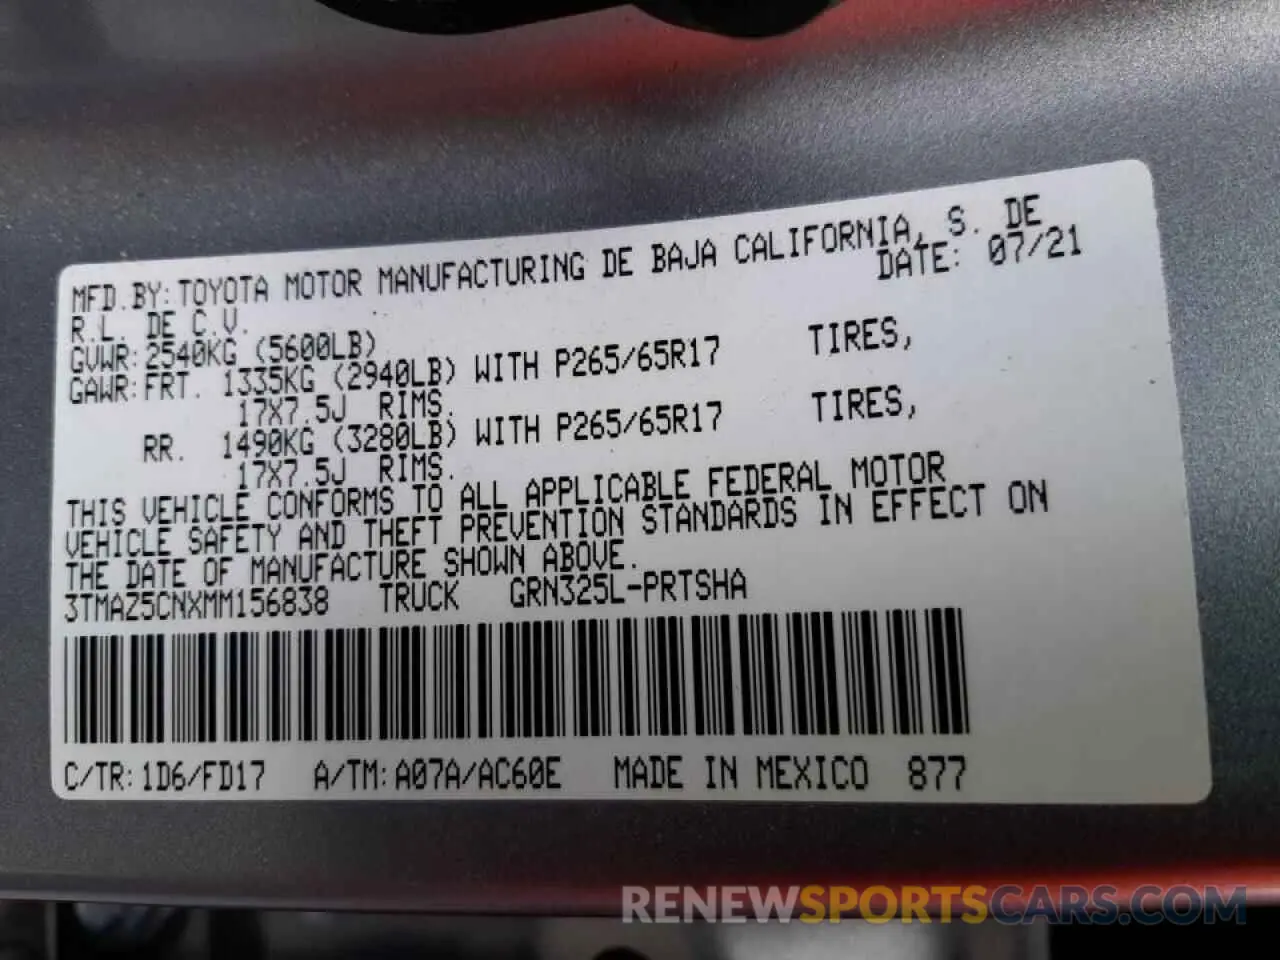 MFD.BY:TOYOTA MOTOR MANUFACTURING DE BAJA CALIFORNIA, S. DE
R.L. DE C.V. DATE: 07/21
GVWR:2540KG (5600LB)
GAWR:FRT. 1335KG (2940LB) WITH P265/65R17 TIRES,
17X7.5J RIMS.
RR. 1490KG (3280LB) WITH P265/65R17 TIRES,
17X7.5J RIMS.
THIS VEHICLE CONFORMS TO ALL APPLICABLE FEDERAL MOTOR
VEHICLE SAFETY AND THEFT PREVENTION STANDARDS IN EFFECT ON
THE DATE OF MANUFACTURE SHOWN ABOVE.
3TMAZ5CNXMM156838 TRUCK GRN325L-PRTSHA
C/TR:1D6/FD17 A/TM:A07A/AC60E MADE IN MEXICO 877
RENEWSPORTSCARS.COM